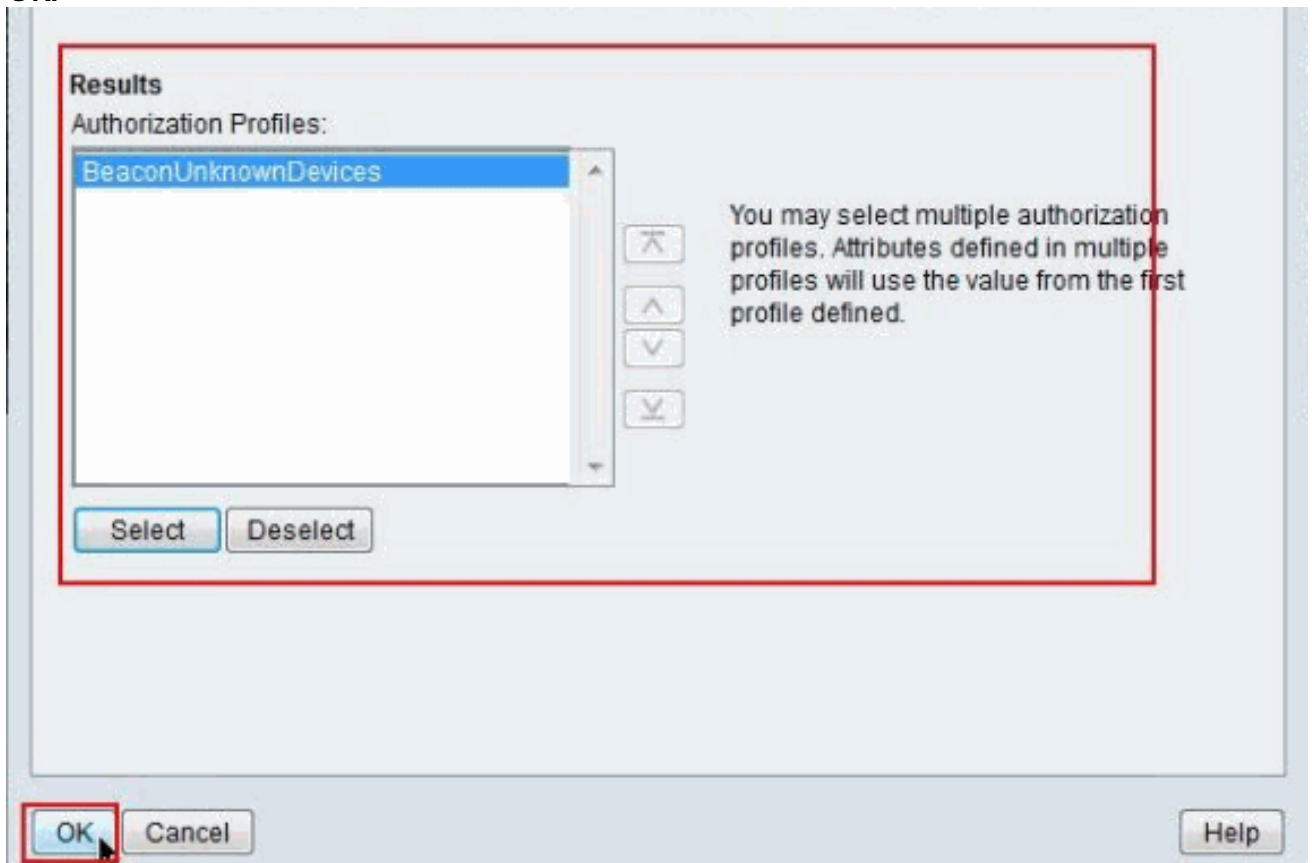 Results
Authorization Profiles:
BeaconUnknownDevices
You may select multiple authorization
profiles. Attributes defined in multiple
profiles will use the value from the first
profile defined.
Select Deselect
OK Cancel Help